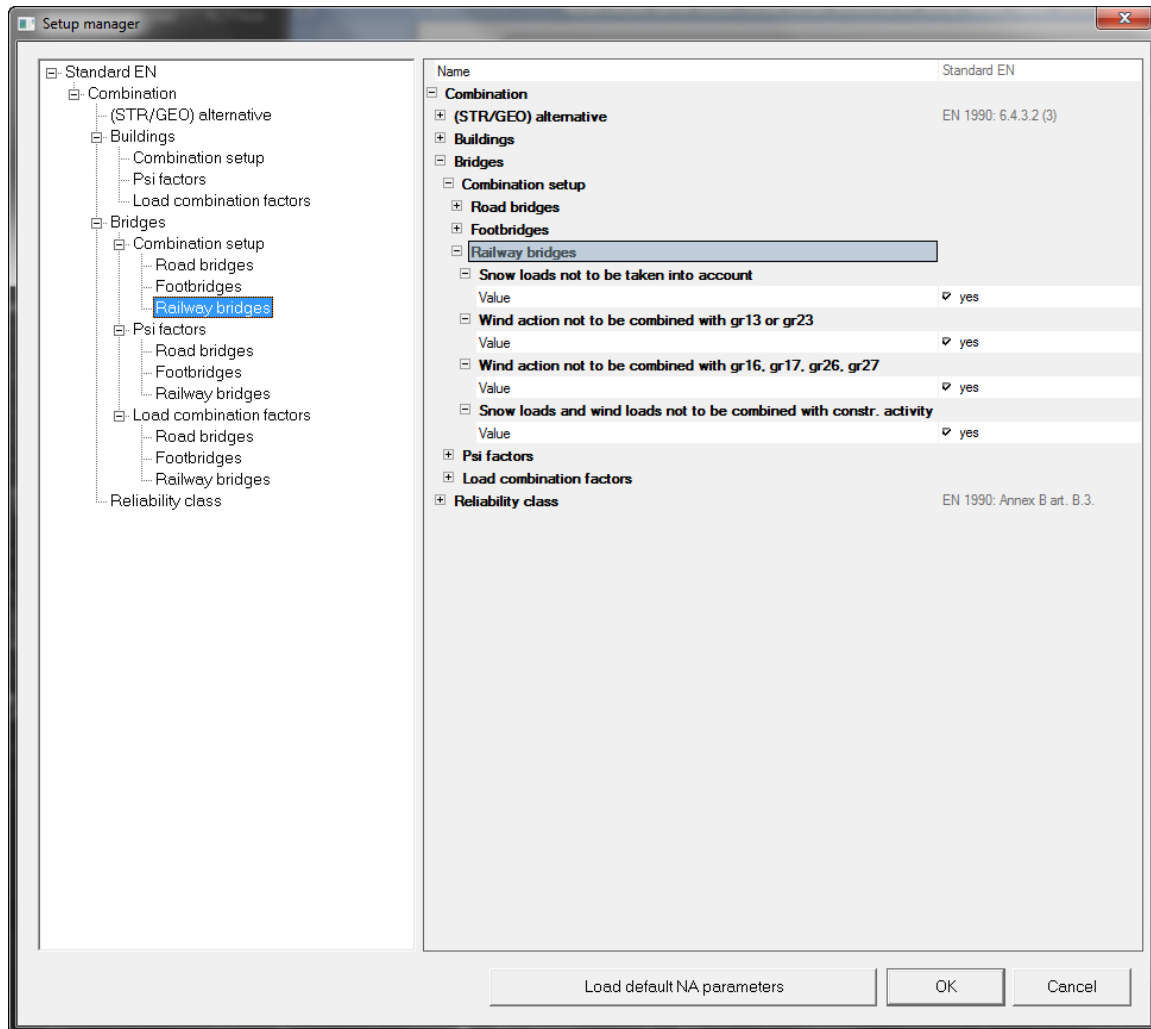 Setup manager
Standard EN
Combination
(STR/GEO) alternative
Buildings
Combination setup
Psi factors
Load combination factors
Bridges
Combination setup
Road bridges
Footbridges
Railway bridges
Psi factors
Road bridges
Footbridges
Railway bridges
Load combination factors
Road bridges
Footbridges
Railway bridges
Reliability class
Name Standard EN
Combination
(STR/GEO) alternative EN 1990: 6.4.3.2 (3)
Buildings
Bridges
Combination setup
Road bridges
Footbridges
Railway bridges
Snow loads not to be taken into account
Value yes
Wind action not to be combined with gr13 or gr23
Value yes
Wind action not to be combined with gr16, gr17, gr26, gr27
Value yes
Snow loads and wind loads not to be combined with constr. activity
Value yes
Psi factors
Load combination factors
Reliability class EN 1990: Annex B art. B.3.
Load default NA parameters OK Cancel